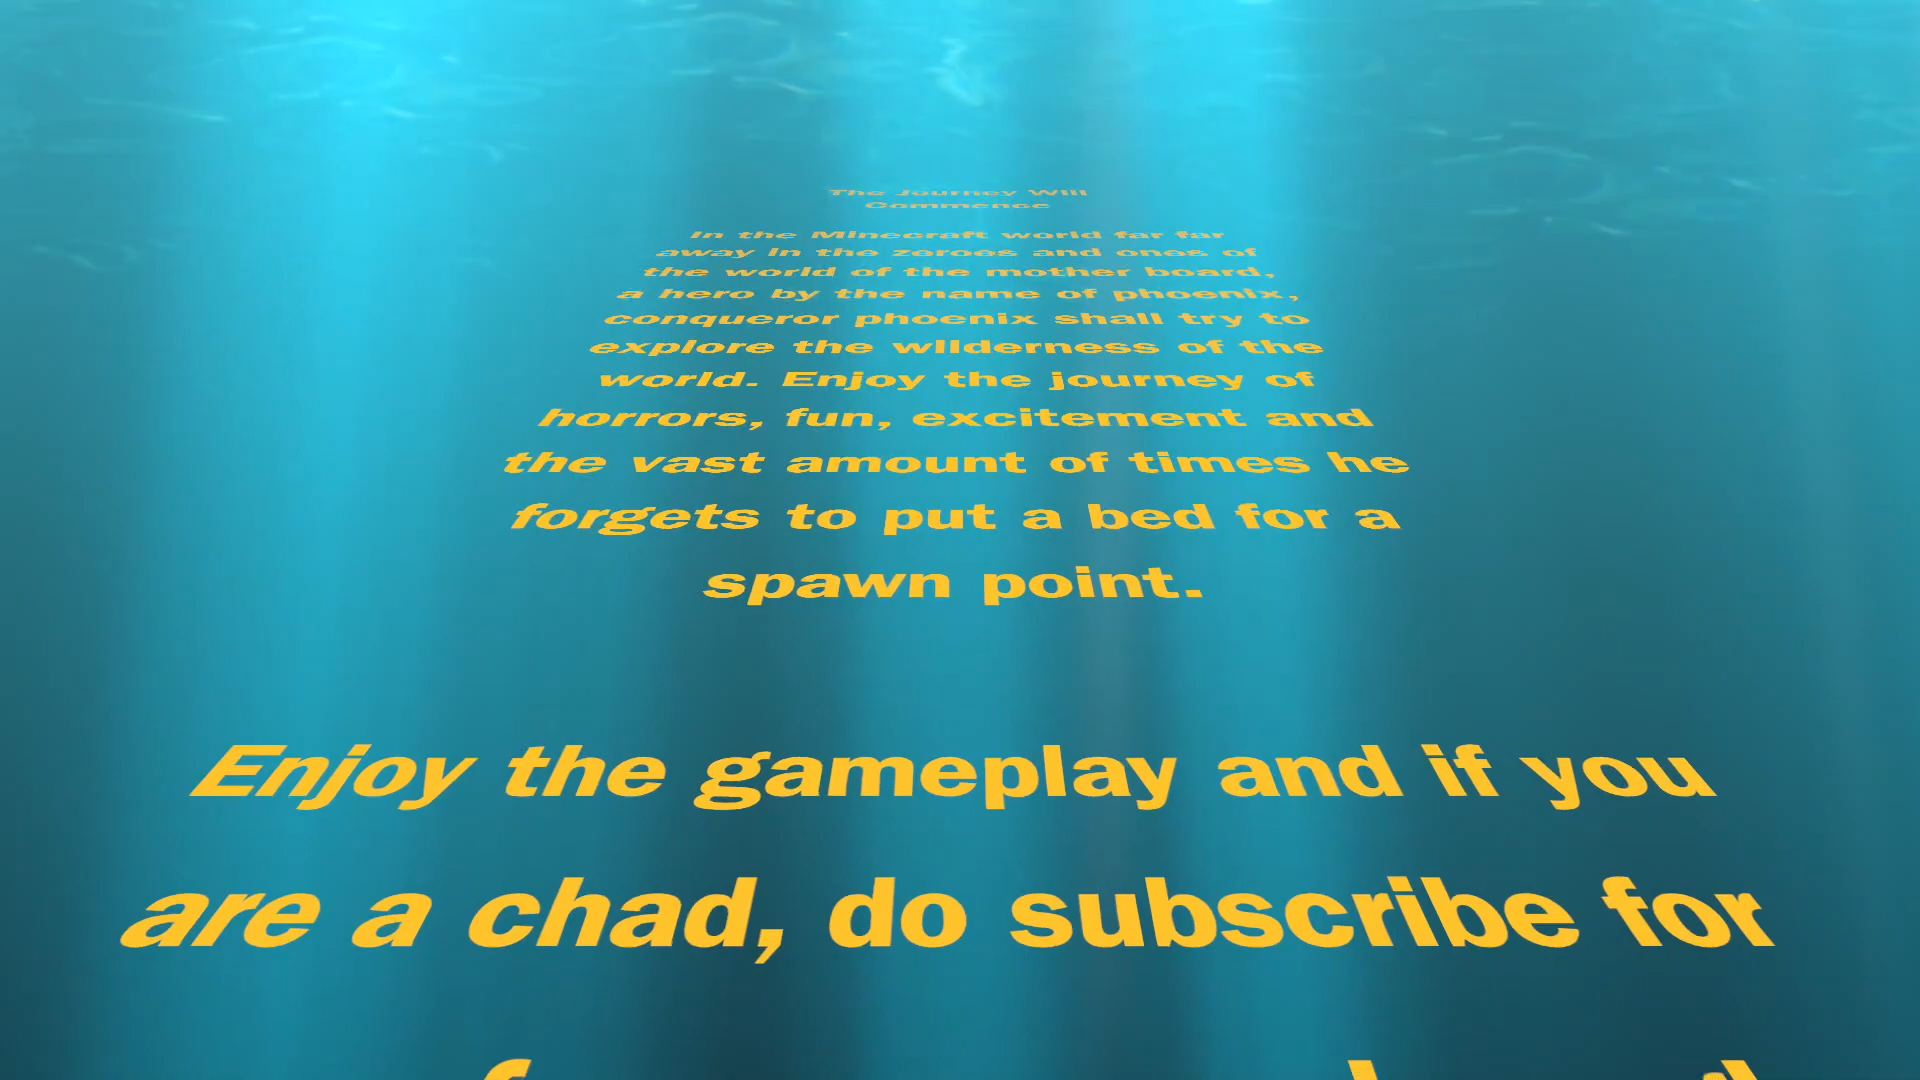 The Journey Will
Commence
In the Minecraft world far far
away in the zeroes and ones of
the world of the mother board,
a hero by the name of phoenix,
conqueror phoenix shall try to
explore the wilderness of the
world. Enjoy the journey of
horrors, fun, excitement and
the vast amount of times he
forgets to put a bed for a
spawn point.
Enjoy the gameplay and if you
are a chad, do subscribe for